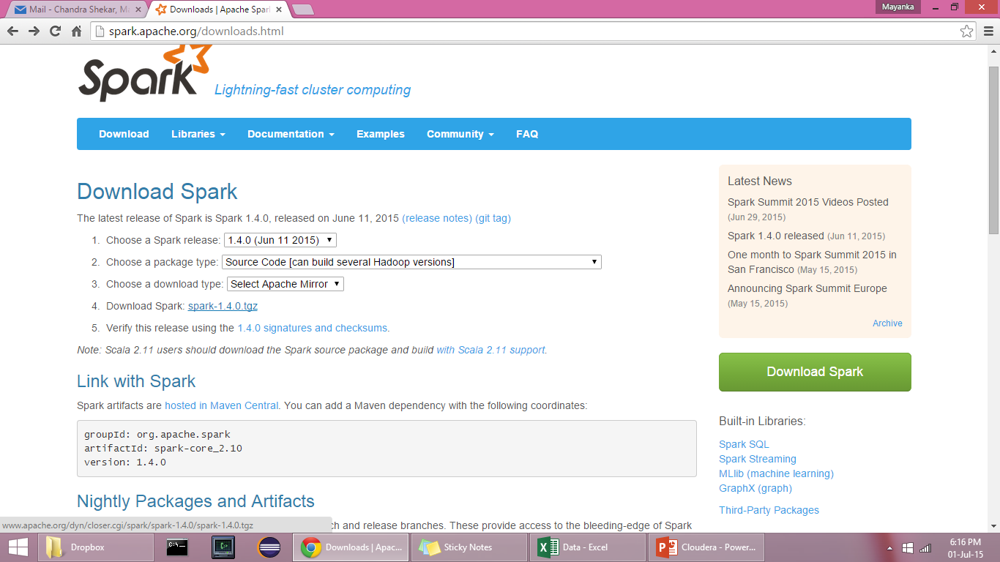 Mail - Chandra Shekar, Ma
Downloads | Apache Spark
Mayanka
spark.apache.org/downloads.html
Spark
Lightning-fast cluster computing
Download Libraries Documentation Examples Community FAQ
Download Spark
The latest release of Spark is Spark 1.4.0, released on June 11, 2015 (release notes) (git tag)
1. Choose a Spark release: 1.4.0 (Jun 11 2015)
2. Choose a package type: Source Code [can build several Hadoop versions]
3. Choose a download type: Select Apache Mirror
4. Download Spark: spark-1.4.0.tgz
5. Verify this release using the 1.4.0 signatures and checksums.
Note: Scala 2.11 users should download the Spark source package and build with Scala 2.11 support.
Link with Spark
Spark artifacts are hosted in Maven Central. You can add a Maven dependency with the following coordinates:
groupId: org.apache.spark
artifactId: spark-core_2.10
version: 1.4.0
Nightly Packages and Artifacts
ch and release branches. These provide access to the bleeding-edge of Spark
Latest News
Spark Summit 2015 Videos Posted
(Jun 29, 2015)
Spark 1.4.0 released (Jun 11, 2015)
One month to Spark Summit 2015 in
San Francisco (May 15, 2015)
Announcing Spark Summit Europe
(May 15, 2015)
Archive
Download Spark
Built-in Libraries:
Spark SQL
Spark Streaming
MLlib (machine learning)
GraphX (graph)
Third-Party Packages
www.apache.org/dyn/closer.cgi/spark/spark-1.4.0/spark-1.4.0.tgz
Dropbox
Downloads | Apac...
Sticky Notes
Data - Excel
Cloudera - Power...
6:16 PM
01-Jul-15